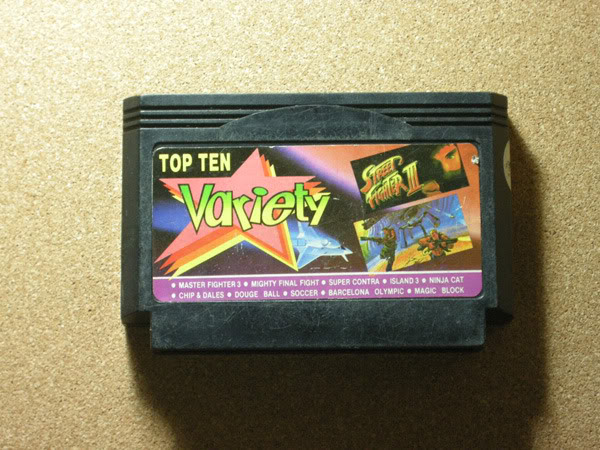 TOP TEN
Variety
STREET
FIGHTER III
• MASTER FIGHTER 3 • MIGHTY FINAL FIGHT • SUPER CONTRA • ISLAND 3 • NINJA CAT
• CHIP & DALES • DOUGE BALL • SOCCER • BARCELONA OLYMPIC • MAGIC BLOCK